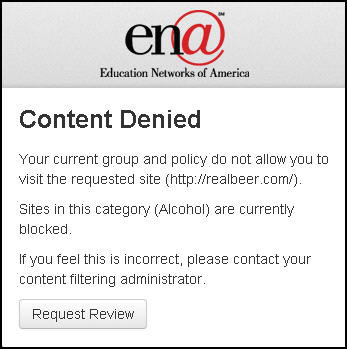 en@™
Education Networks of America
Content Denied
Your current group and policy do not allow you to
visit the requested site (http://realbeer.com/).
Sites in this category (Alcohol) are currently
blocked.
If you feel this is incorrect, please contact your
content filtering administrator.
Request Review